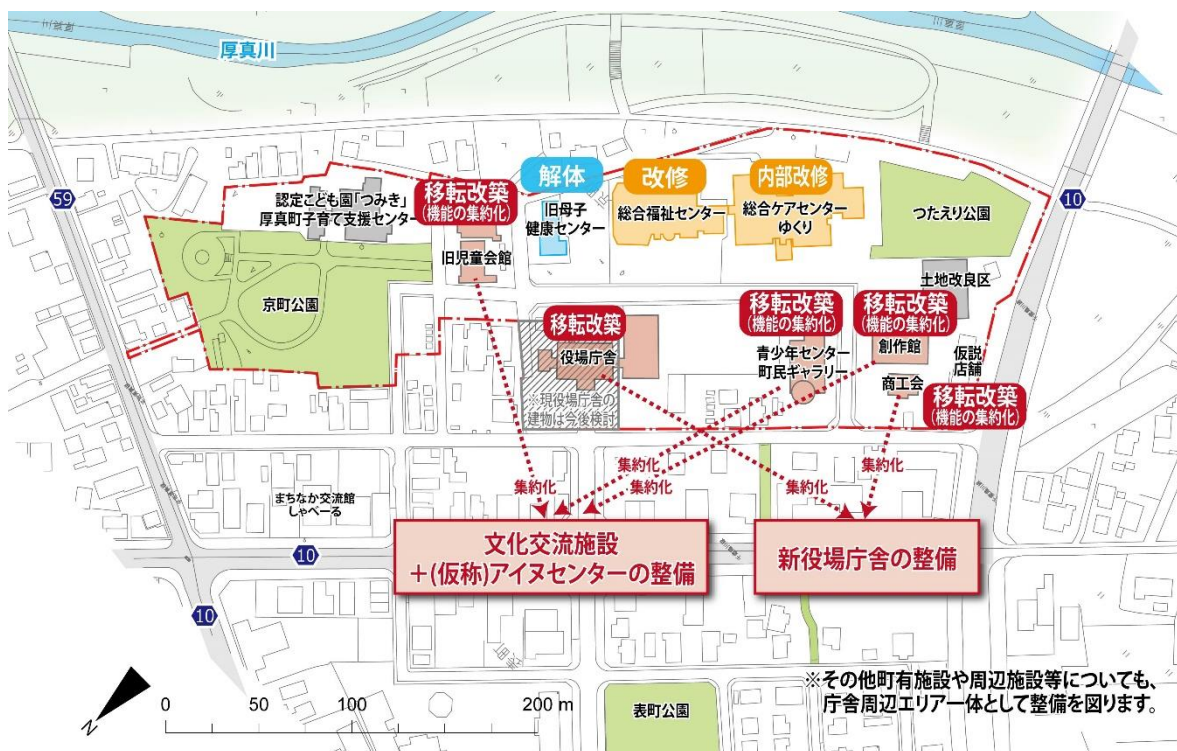 厚真川
59
認定こども園「つみき」
厚真町子育て支援センター
移転改築
(機能の集約化)
旧児童会館
解体
旧母子
健康センター
改修
総合福祉センター
内部改修
総合ケアセンター
ゆくり
つたえり公園
10
土地改良区
京町公園
移転改築
役場庁舎
※現役場庁舎の
建物は今後検討
移転改築
(機能の集約化)
青少年センター
町民ギャラリー
移転改築
(機能の集約化)
創作館
仮説
店舗
商工会
移転改築
(機能の集約化)
集約化
集約化
集約化
集約化
集約化
まちなか交流館
しゃべーる
10
文化交流施設
+(仮称)アイヌセンターの整備
新役場庁舎の整備
10
※その他町有施設や周辺施設等についても、
庁舎周辺エリア一体として整備を図ります。
N
0 50 100 200 m
表町公園